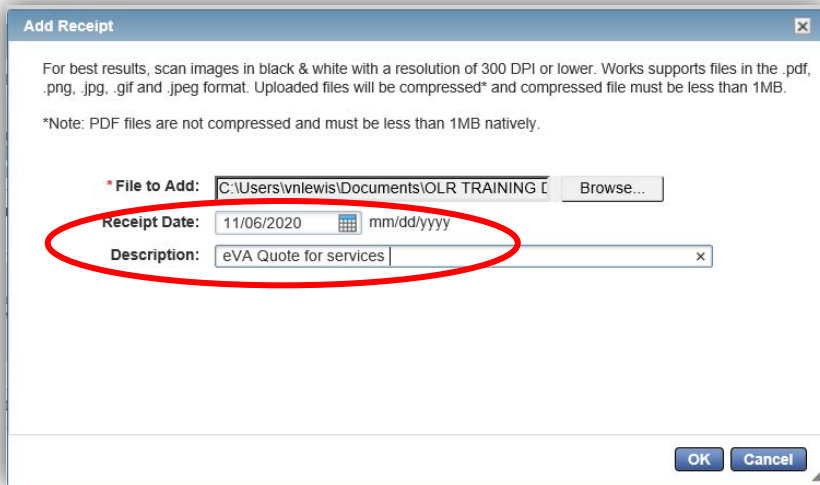 Add Receipt
For best results, scan images in black & white with a resolution of 300 DPI or lower. Works supports files in the .pdf,
.png, .jpg, .gif and .jpeg format. Uploaded files will be compressed* and compressed file must be less than 1MB.
*Note: PDF files are not compressed and must be less than 1MB natively.
*File to Add: C:\Users\vnlewis\Documents\OLR TRAINING Browse...
Receipt Date: 11/06/2020 mm/dd/yyyy
Description: eVA Quote for services
OK Cancel